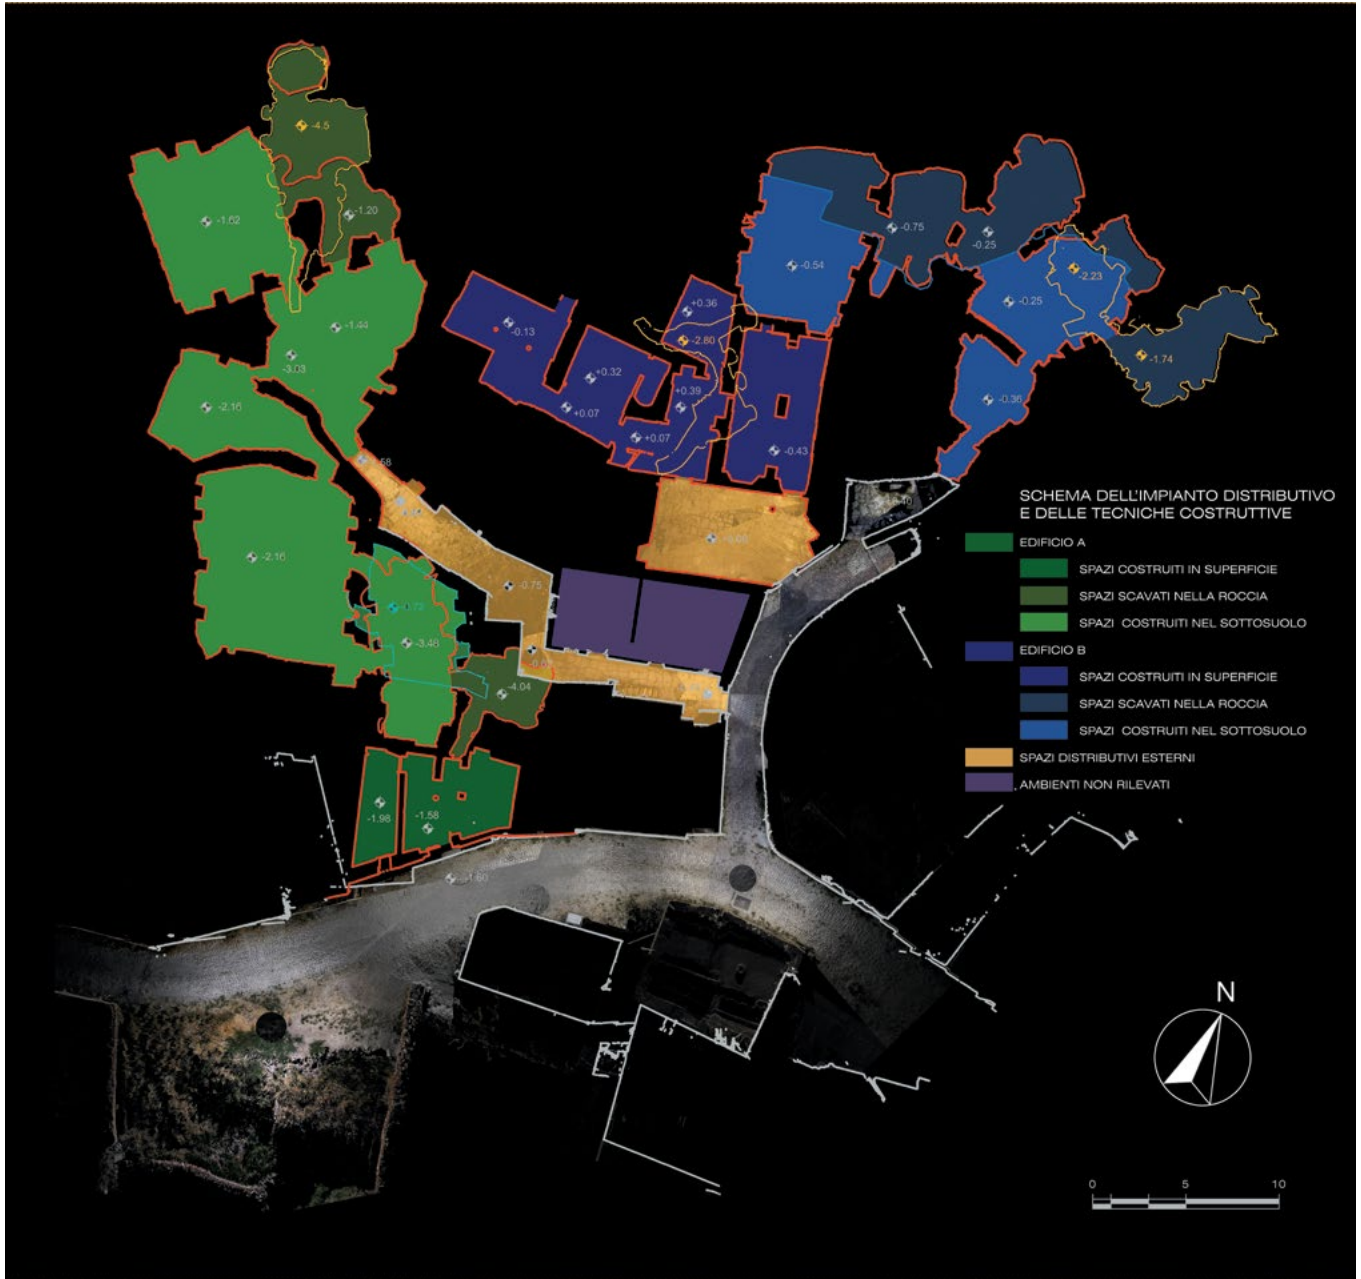 -4.5
-1.20
-1.62
-0.75
-0.25
-0.54
-2.23
-0.25
+0.36
-0.13
-1.44
-2.80
-3.03
-1.74
+0.32
-2.16
+0.07
+0.39
-0.36
+0.07
-0.43
SCHEMA DELL'IMPIANTO DISTRIBUTIVO
E DELLE TECNICHE COSTRUTTIVE
EDIFICIO A
-2.16
SPAZI COSTRUITI IN SUPERFICIE
-0.75
SPAZI SCAVATI NELLA ROCCIA
SPAZI COSTRUITI NEL SOTTOSUOLO
-3.46
EDIFICIO B
SPAZI COSTRUITI IN SUPERFICIE
-4.04
SPAZI SCAVATI NELLA ROCCIA
SPAZI COSTRUITI NEL SOTTOSUOLO
SPAZI DISTRIBUTIVI ESTERNI
AMBIENTI NON RILEVATI
-1.98
-1.58
-1.60
N
0 5 10